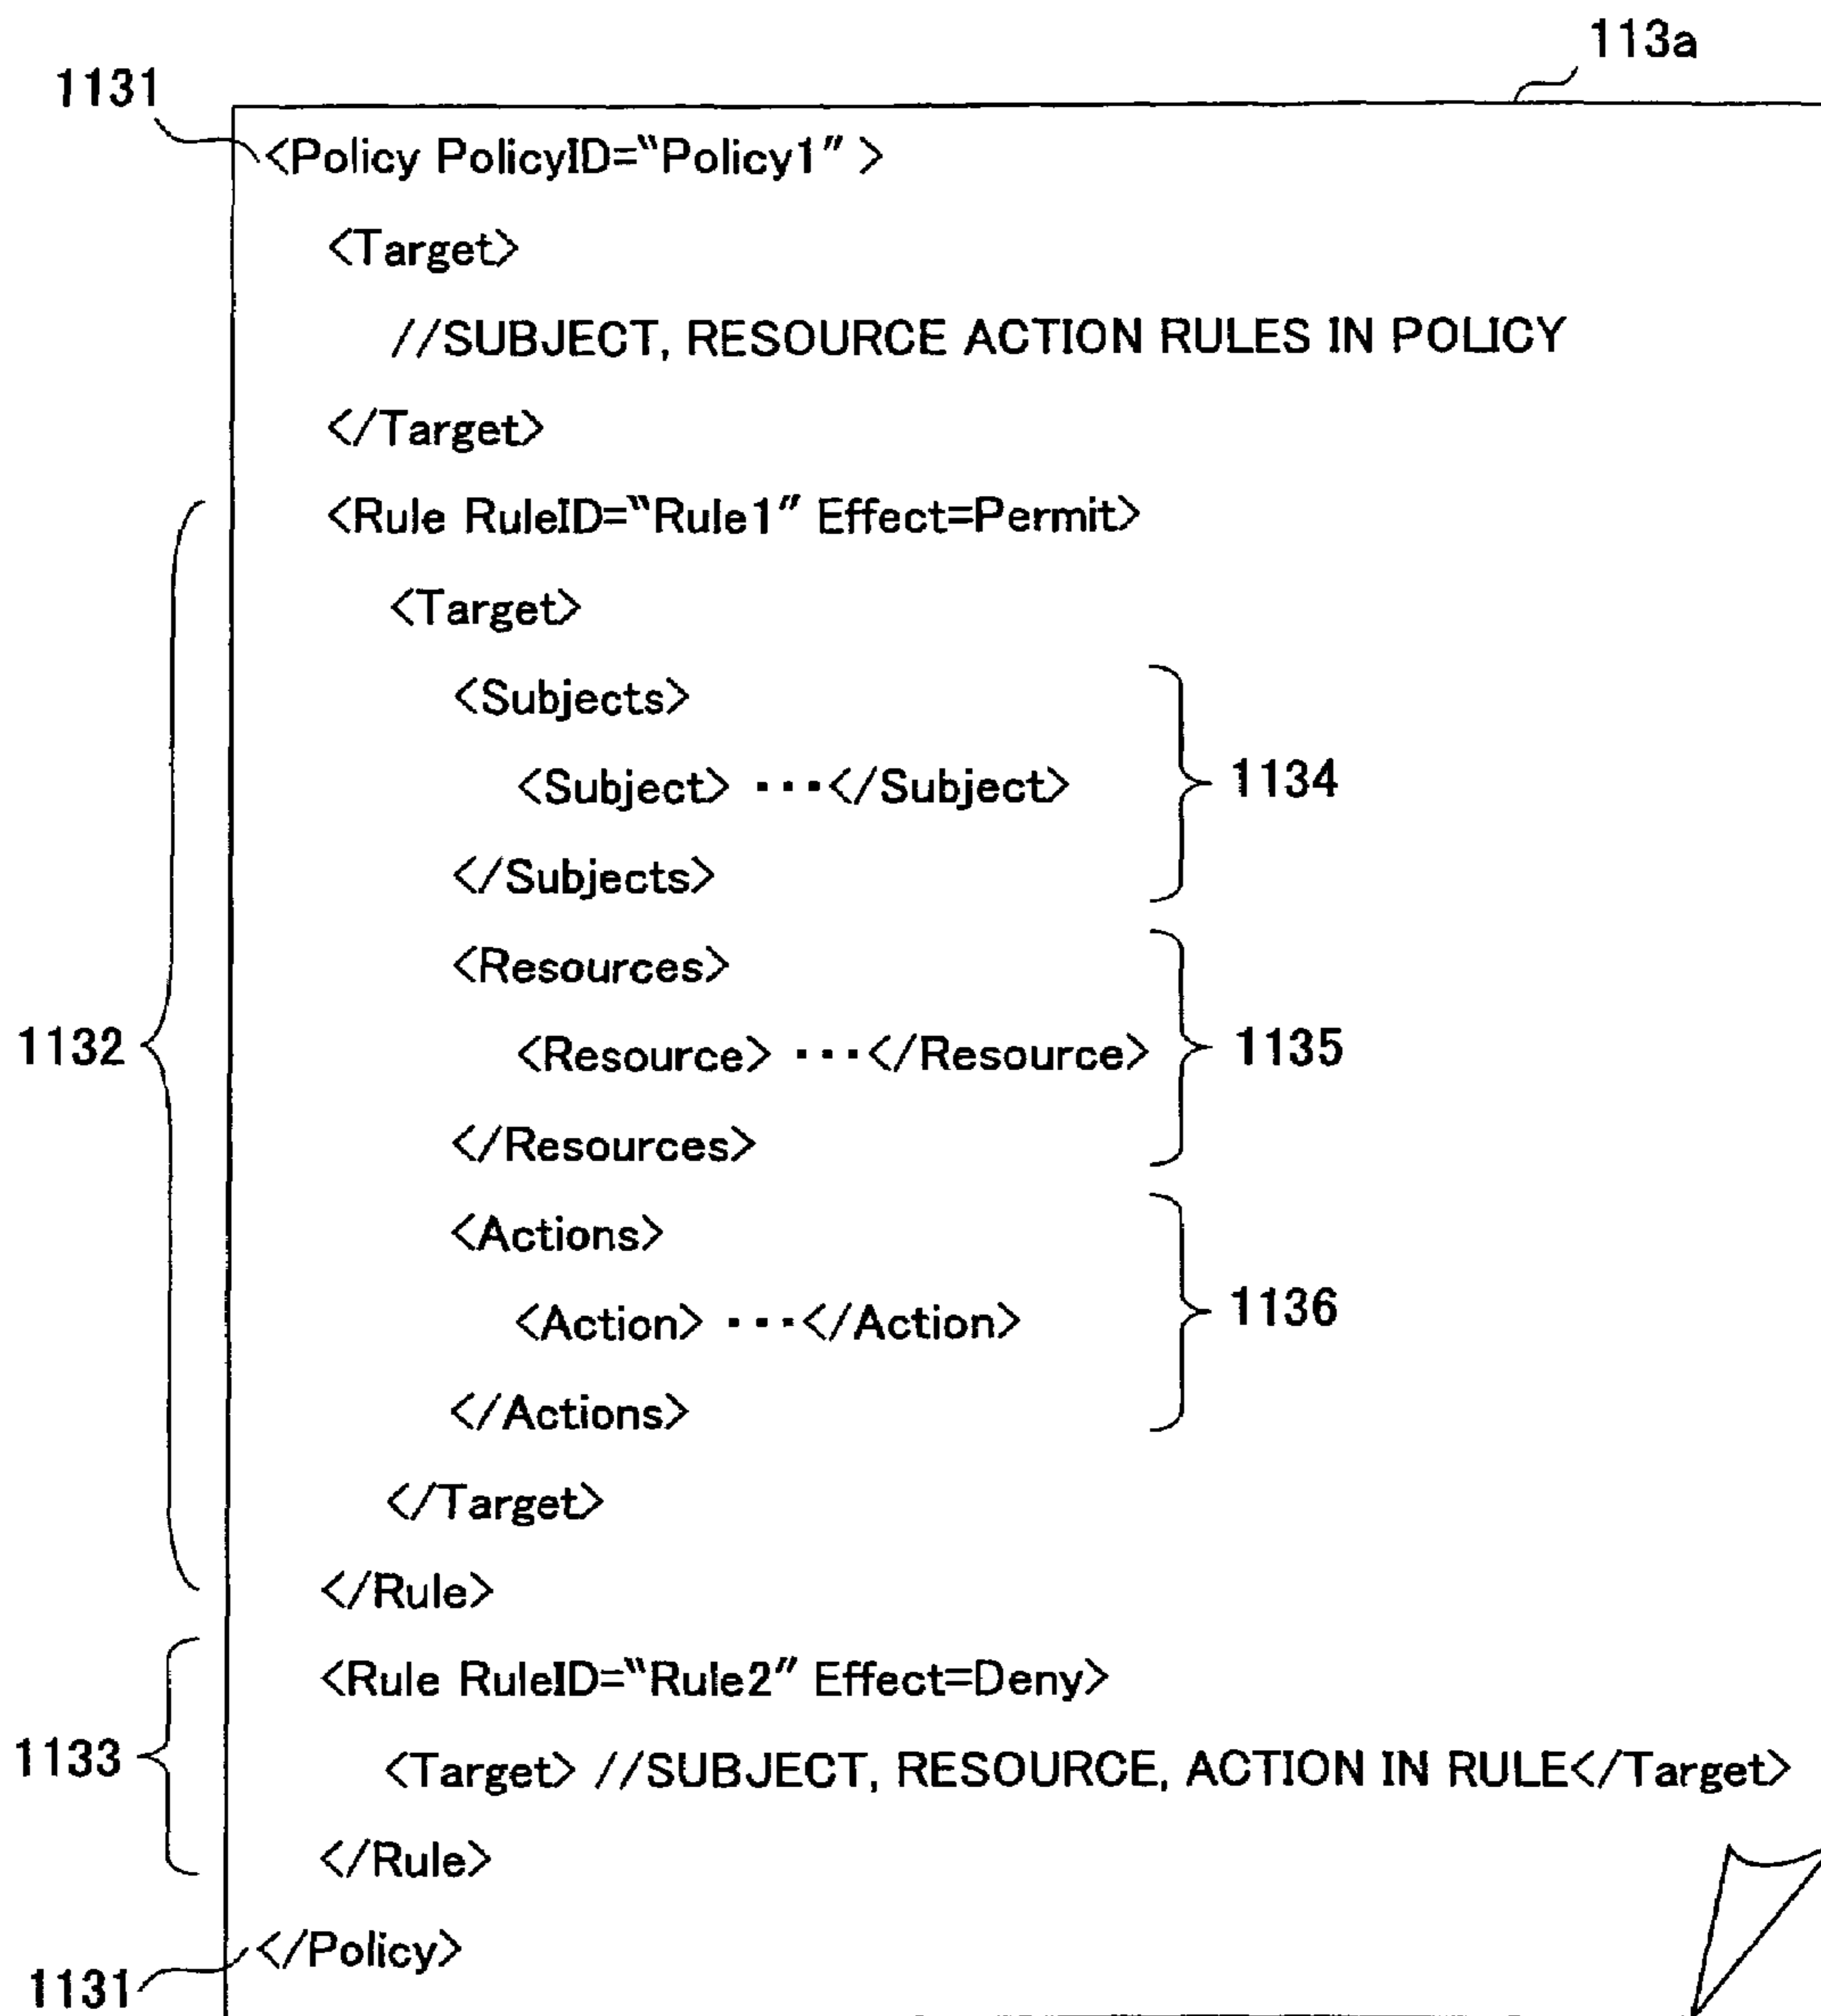 113a
1131
<Policy PolicyID="Policy1" >
<Target>
//SUBJECT, RESOURCE ACTION RULES IN POLICY
</Target>
<Rule RuleID="Rule1" Effect=Permit>
<Target>
<Subjects>
<Subject> ···</Subject>
1134
</Subjects>
<Resources>
1132
<Resource> ···</Resource>
1135
</Resources>
<Actions>
<Action> ···</Action>
1136
</Actions>
</Target>
</Rule>
<Rule RuleID="Rule2" Effect=Deny>
1133
<Target> //SUBJECT, RESOURCE, ACTION IN RULE</Target>
</Rule>
</Policy>
1131